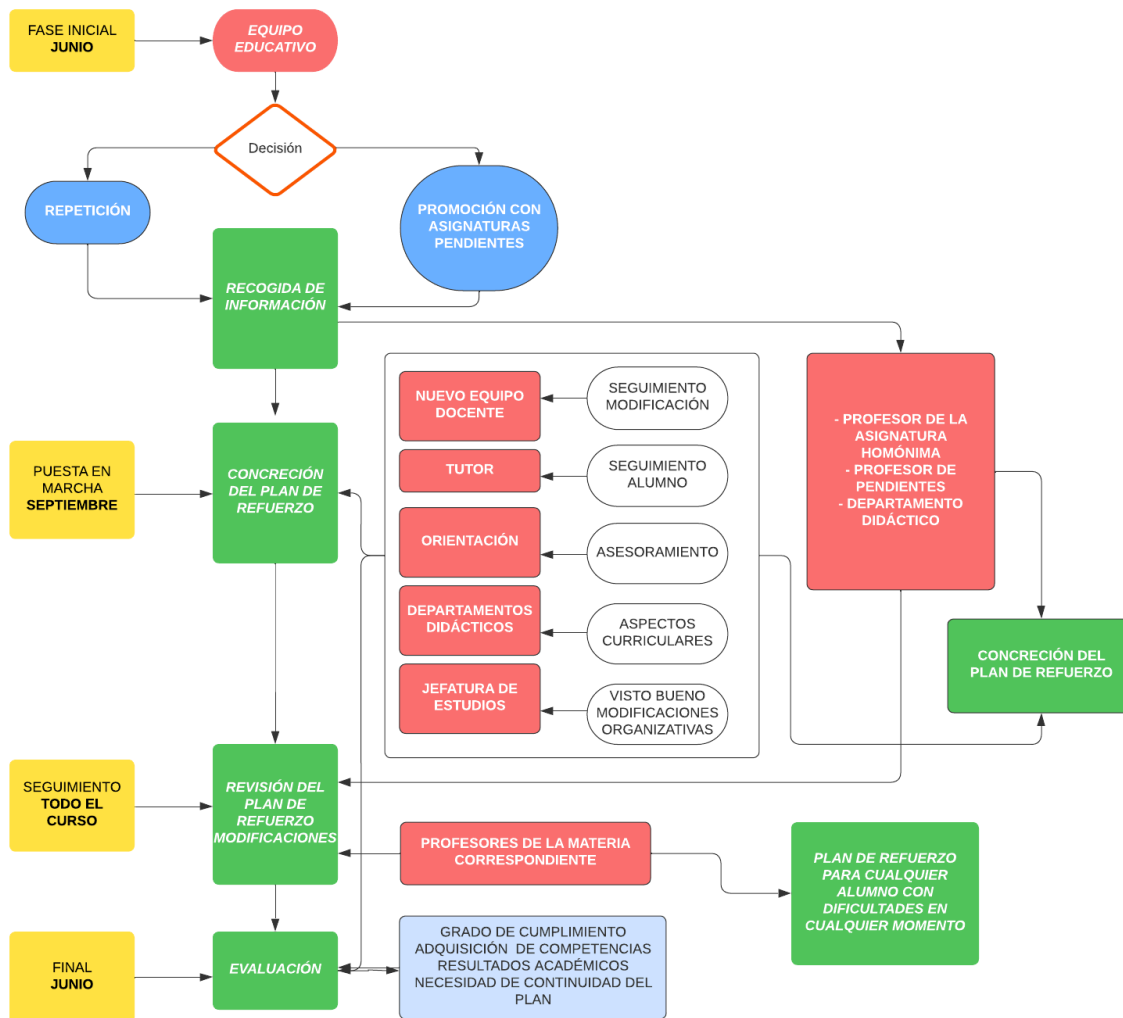 FASE INICIAL
JUNIO
EQUIPO
EDUCATIVO
Decisión
REPETICIÓN
PROMOCIÓN CON
ASIGNATURAS
PENDIENTES
RECOGIDA DE
INFORMACIÓN
NUEVO EQUIPO
DOCENTE
SEGUIMIENTO
MODIFICACIÓN
TUTOR
SEGUIMIENTO
ALUMNO
ORIENTACIÓN
ASESORAMIENTO
DEPARTAMENTOS
DIDÁCTICOS
ASPECTOS
CURRICULARES
JEFATURA DE
ESTUDIOS
VISTO BUENO
MODIFICACIONES
ORGANIZATIVAS
- PROFESOR DE LA
ASIGNATURA
HOMÓNIMA
- PROFESOR DE
PENDIENTES
- DEPARTAMENTO
DIDÁCTICO
PUESTA EN
MARCHA
SEPTIEMBRE
CONCRECIÓN
DEL PLAN DE
REFUERZO
CONCRECIÓN DEL
PLAN DE REFUERZO
SEGUIMIENTO
TODO EL
CURSO
REVISIÓN DEL
PLAN DE
REFUERZO
MODIFICACIONES
PROFESORES DE LA MATERIA
CORRESPONDIENTE
PLAN DE REFUERZO
PARA CUALQUIER
ALUMNO CON
DIFICULTADES EN
CUALQUIER MOMENTO
FINAL
JUNIO
EVALUACIÓN
GRADO DE CUMPLIMIENTO
ADQUISICIÓN DE COMPETENCIAS
RESULTADOS ACADÉMICOS
NECESIDAD DE CONTINUIDAD DEL
PLAN